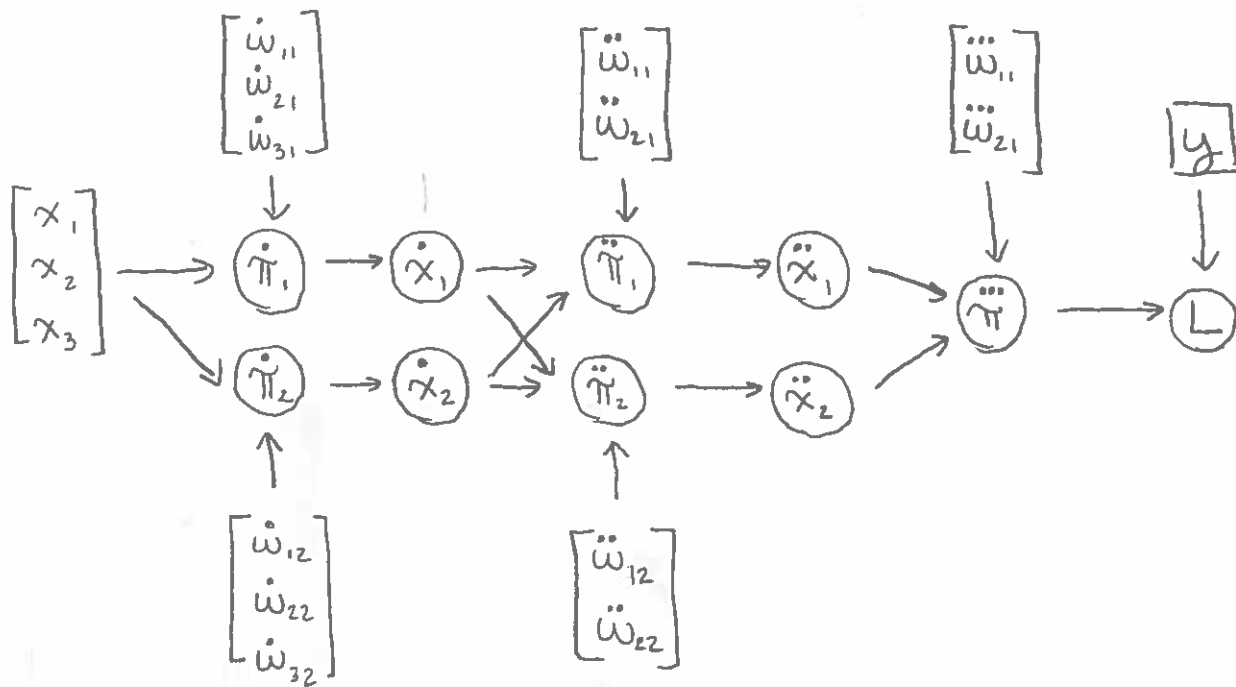 ẇ₁₁
ẇ₂₁
ẇ₃₁
ẅ₁₁
ẅ₂₁
w⃛₁₁
w⃛₂₁
y
x₁
x₂
x₃
π̇₁
ẋ₁
π̈₁
ẍ₁
π⃛
L
π̇₂
ẋ₂
π̈₂
ẍ₂
ẇ₁₂
ẇ₂₂
ẇ₃₂
ẅ₁₂
ẅ₂₂